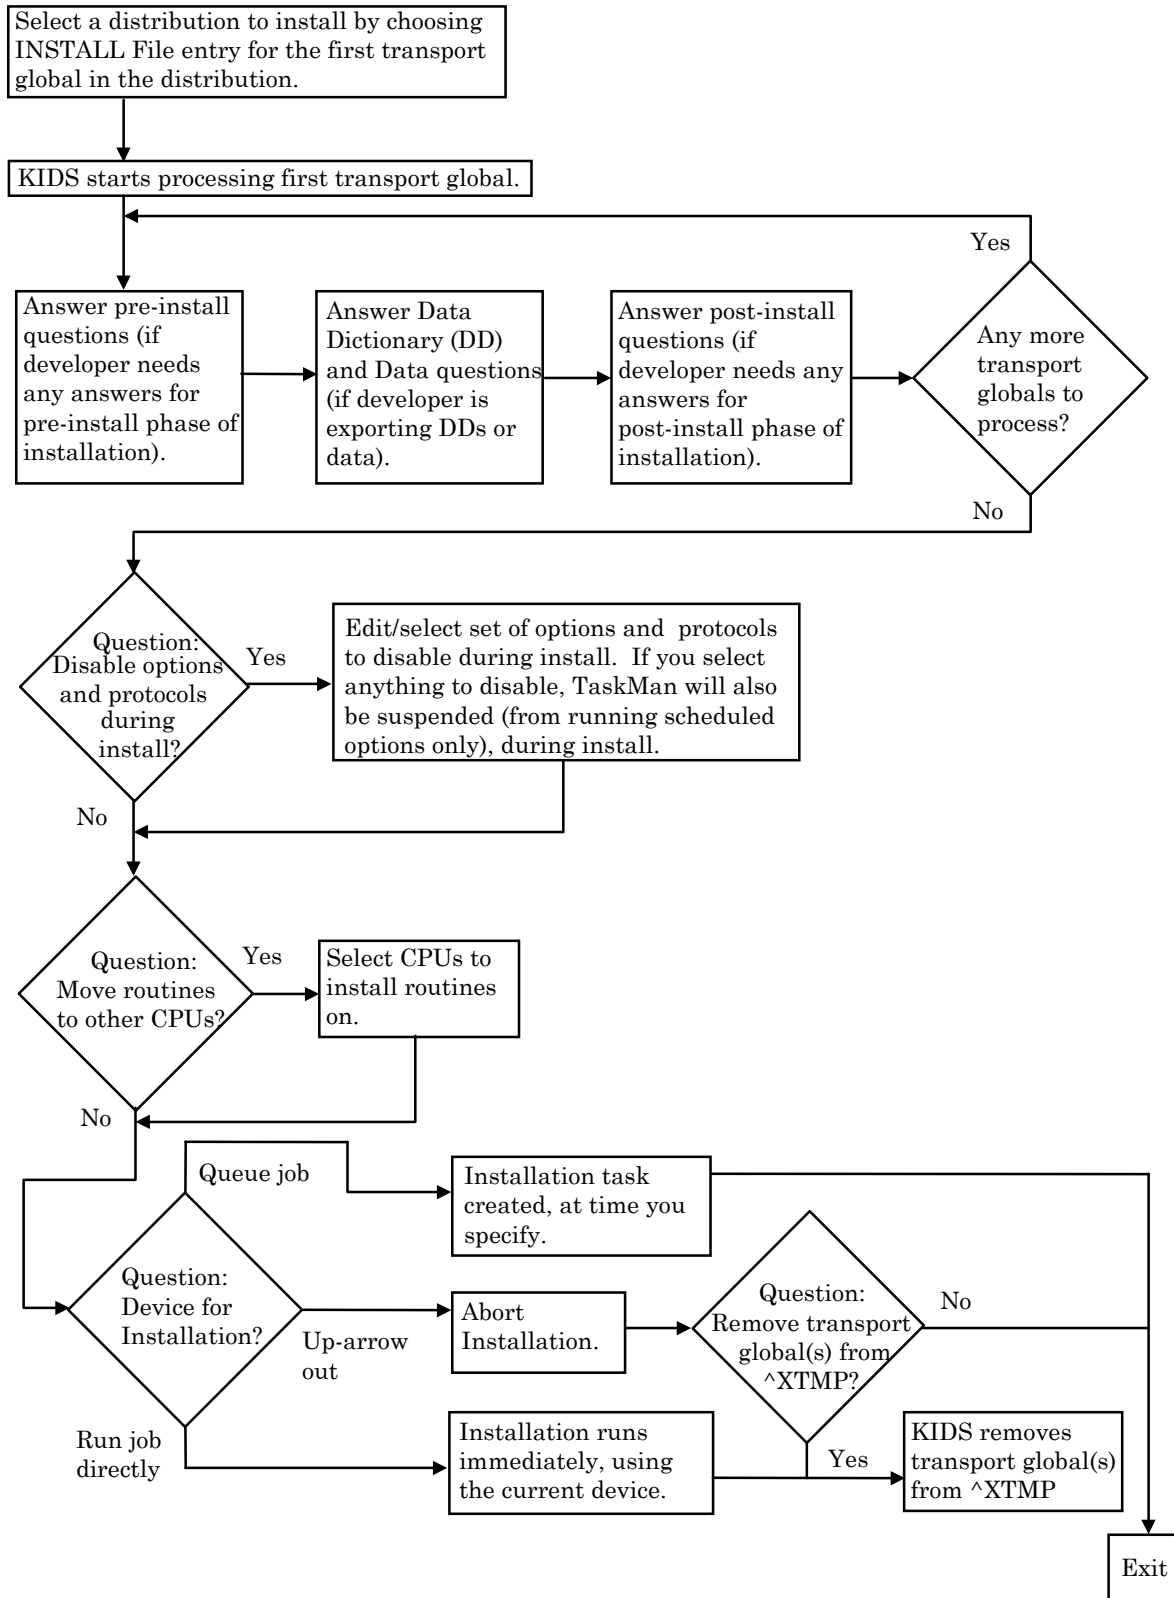 Select a distribution to install by choosing
INSTALL File entry for the first transport
global in the distribution.
KIDS starts processing first transport global.
Yes
Answer pre-install
questions (if
developer needs
any answers for
pre-install phase of
installation).
Answer Data
Dictionary (DD)
and Data questions
(if developer is
exporting DDs or
data).
Answer post-install
questions (if
developer needs any
answers for
post-install phase of
installation).
Any more
transport
globals to
process?
No
Question:
Disable options
and protocols
during
install?
Yes
Edit/select set of options and  protocols
to disable during install.  If you select
anything to disable, TaskMan will also
be suspended (from running scheduled
options only), during install.
No
Question:
Move routines
to other CPUs?
Yes
Select CPUs to
install routines
on.
No
Queue job
Installation task
created, at time you
specify.
Question:
Device for
Installation?
Up-arrow
out
Abort
Installation.
Question:
Remove transport
global(s) from
^XTMP?
No
Run job
directly
Installation runs
immediately, using
the current device.
Yes
KIDS removes
transport global(s)
from ^XTMP
Exit